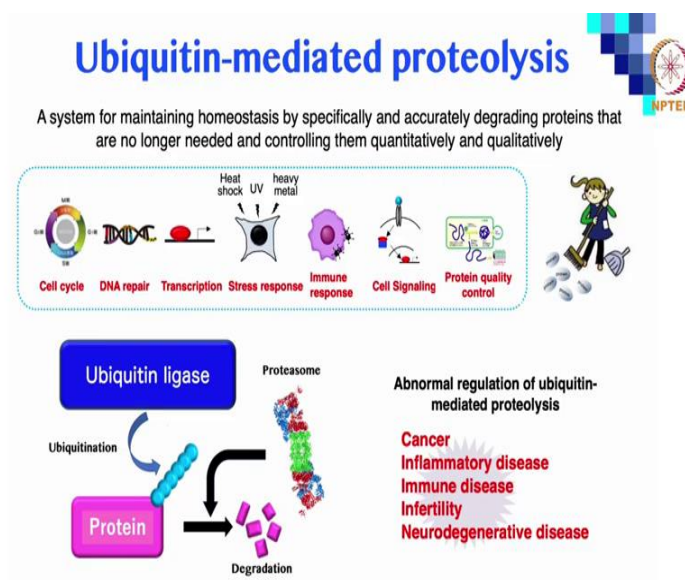 Ubiquitin-mediated proteolysis
NPTEL
A system for maintaining homeostasis by specifically and accurately degrading proteins that
are no longer needed and controlling them quantitatively and qualitatively
Heat shock UV heavy metal
Cell cycle DNA repair Transcription Stress response Immune response Cell Signaling Protein quality control
Ubiquitin ligase
Proteasome
Ubiquitination
Protein
Degradation
Abnormal regulation of ubiquitin-
mediated proteolysis
Cancer
Inflammatory disease
Immune disease
Infertility
Neurodegenerative disease